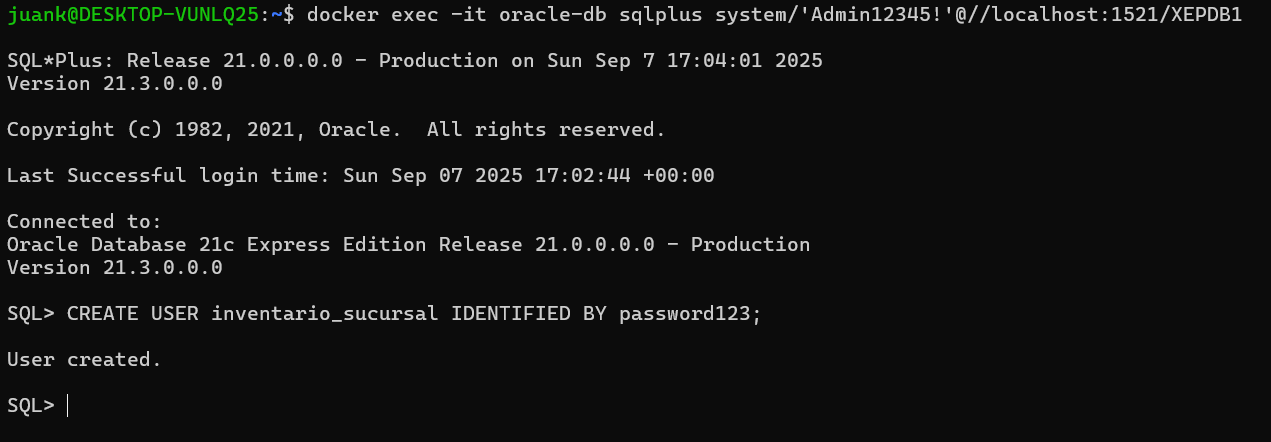 juank@DESKTOP-VUNLQ25:~$ docker exec -it oracle-db sqlplus system/'Admin12345!'@//localhost:1521/XEPDB1
SQL*Plus: Release 21.0.0.0.0 - Production on Sun Sep 7 17:04:01 2025
Version 21.3.0.0.0
Copyright (c) 1982, 2021, Oracle.  All rights reserved.
Last Successful login time: Sun Sep 07 2025 17:02:44 +00:00
Connected to:
Oracle Database 21c Express Edition Release 21.0.0.0.0 - Production
Version 21.3.0.0.0
SQL> CREATE USER inventario_sucursal IDENTIFIED BY password123;
User created.
SQL>